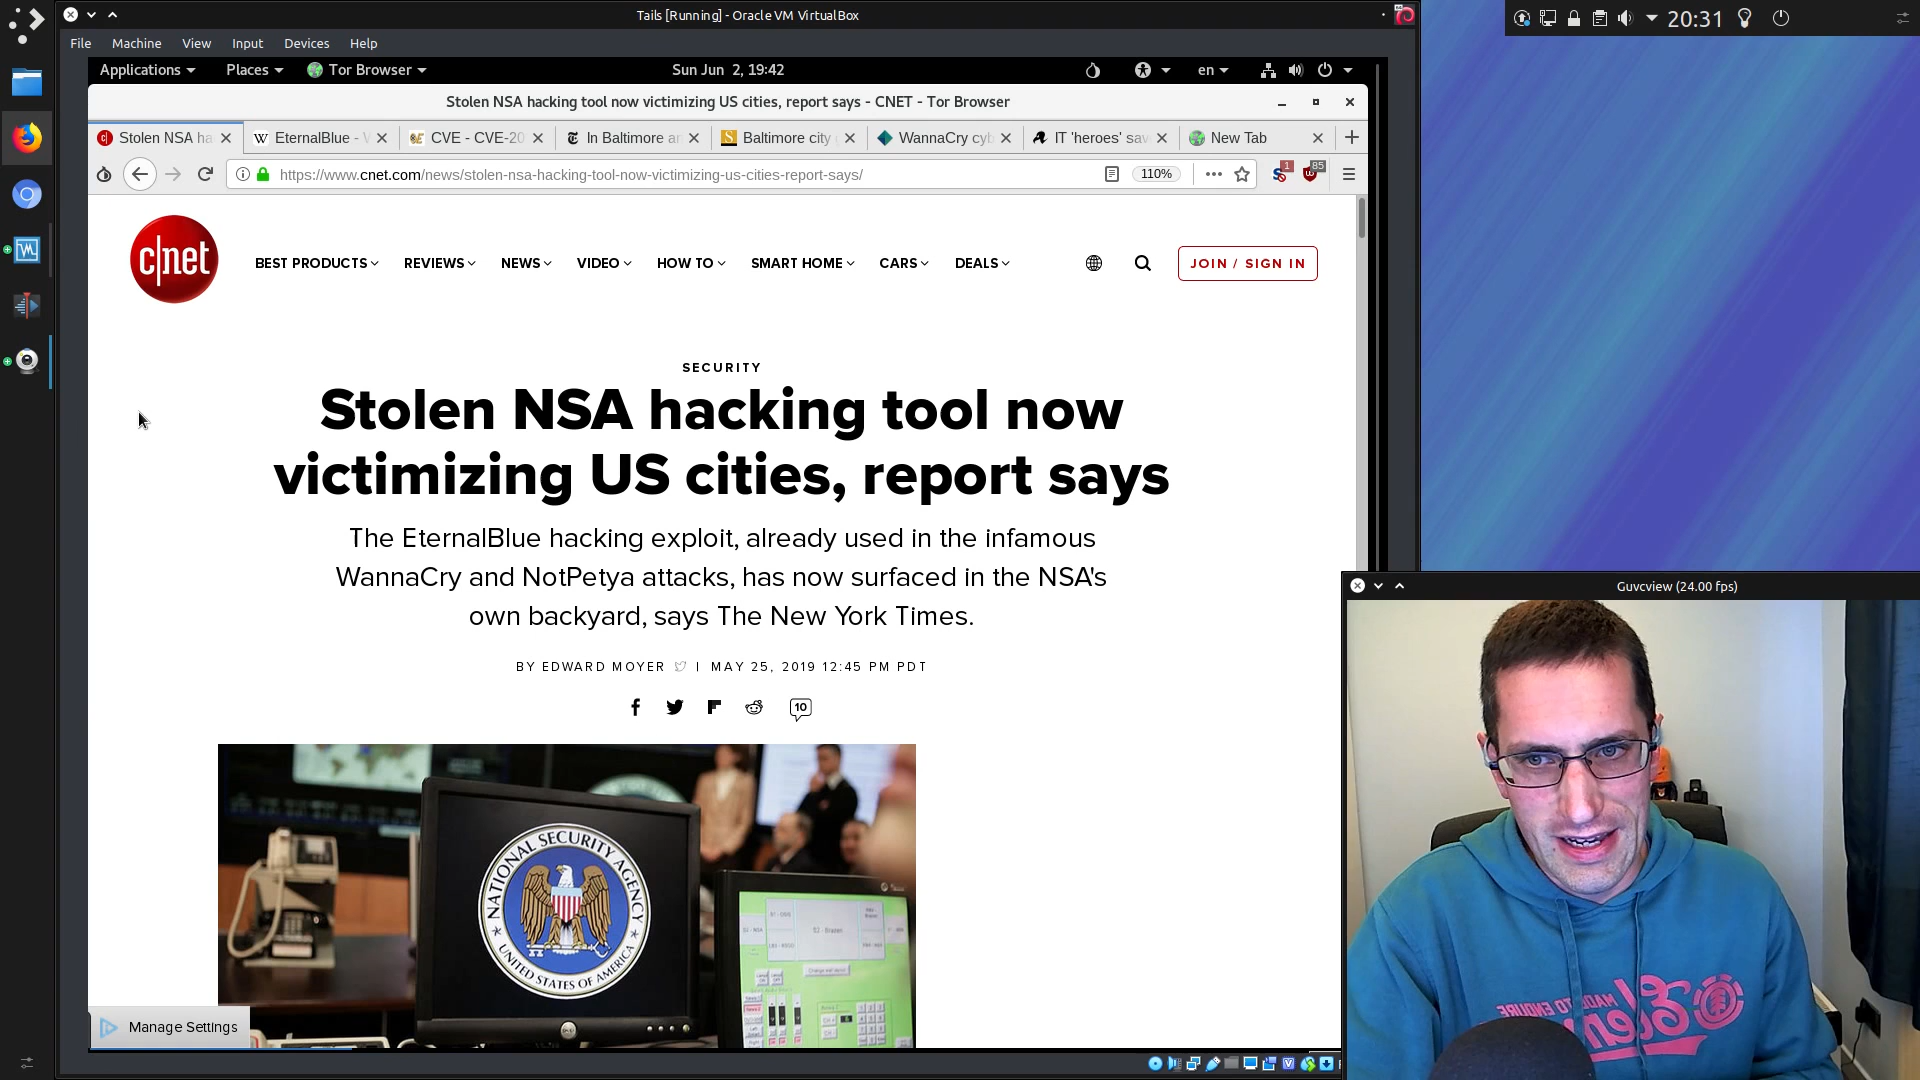 Tails [Running] - Oracle VM VirtualBox
20:31
File Machine View Input Devices Help
Applications Places Tor Browser Sun Jun 2, 19:42 en
Stolen NSA hacking tool now victimizing US cities, report says - CNET - Tor Browser
Stolen NSA ha EternalBlue - CVE - CVE-20 In Baltimore a Baltimore city WannaCry cyb IT 'heroes' sav New Tab
https://www.cnet.com/news/stolen-nsa-hacking-tool-now-victimizing-us-cities-report-says/ 110% 1 85
c|net
BEST PRODUCTS REVIEWS NEWS VIDEO HOW TO SMART HOME CARS DEALS JOIN / SIGN IN
SECURITY
Stolen NSA hacking tool now
victimizing US cities, report says
The EternalBlue hacking exploit, already used in the infamous
WannaCry and NotPetya attacks, has now surfaced in the NSA's
own backyard, says The New York Times.
BY EDWARD MOYER | MAY 25, 2019 12:45 PM PDT
10
NATIONAL SECURITY AGENCY
UNITED STATES OF AMERICA
Manage Settings
Guvcview (24.00 fps)
MADE TO ENDURE